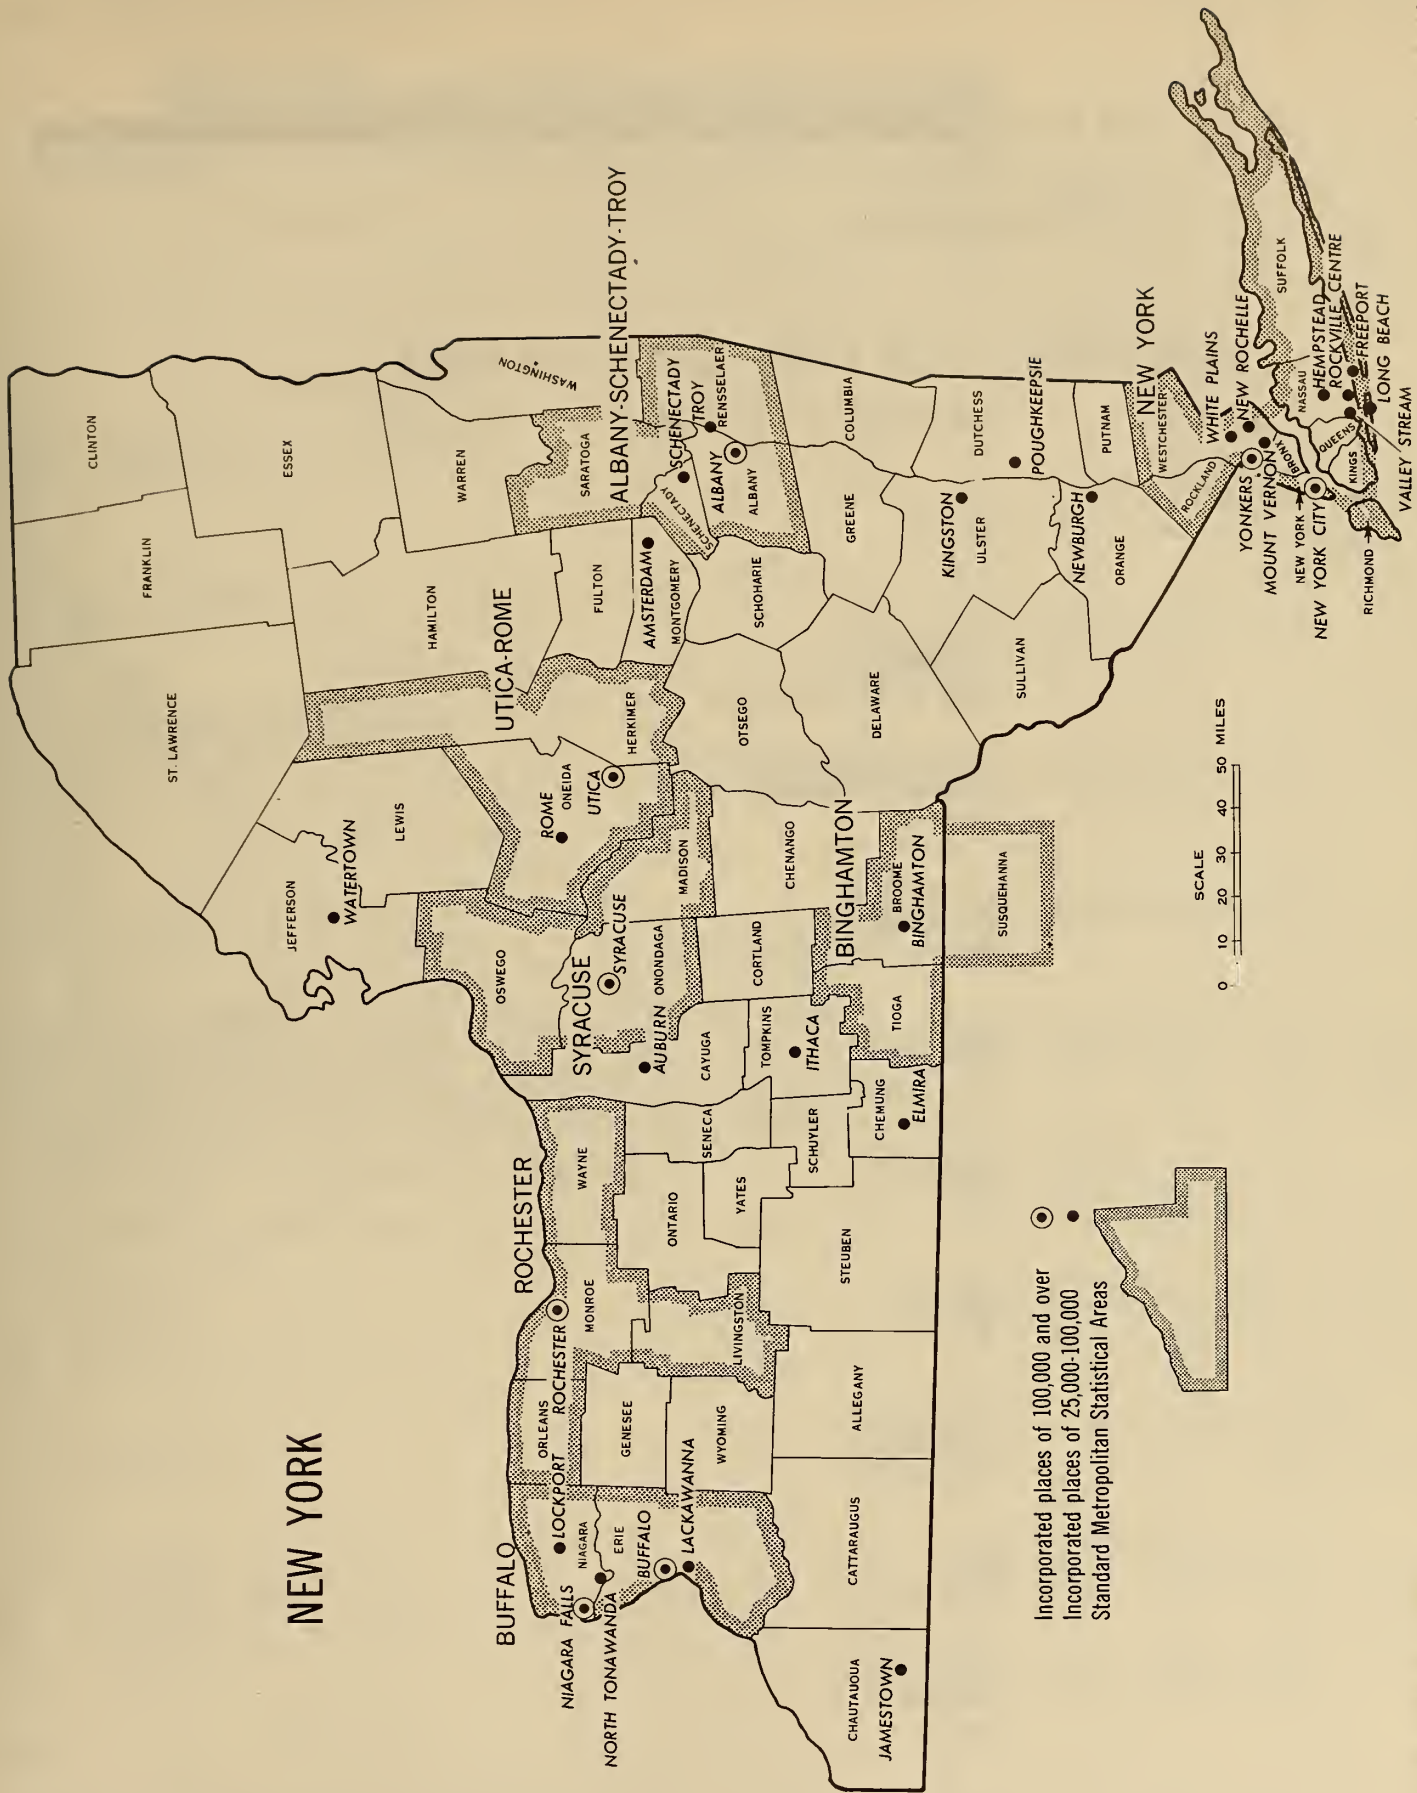 NEW YORK
BUFFALO
NIAGARA FALLS
LOCKPORT
NIAGARA
NORTH TONAWANDA
ERIE
BUFFALO
LACKAWANNA
CHAUTAUQUA
JAMESTOWN
CATTARAUGUS
ORLEANS
GENESEE
WYOMING
ALLEGANY
ROCHESTER
ROCHESTER
MONROE
LIVINGSTON
WAYNE
ONTARIO
YATES
STEUBEN
SENECA
SCHUYLER
CHEMUNG
ELMIRA
SYRACUSE
OSWEGO
SYRACUSE
ONONDAGA
AUBURN
CAYUGA
TOMPKINS
ITHACA
TIOGA
CORTLAND
MADISON
CHENANGO
BINGHAMTON
BROOME
BINGHAMTON
SUSQUEHANNA
JEFFERSON
WATERTOWN
LEWIS
ST. LAWRENCE
UTICA-ROME
ROME
ONEIDA
UTICA
HERKIMER
OTSEGO
DELAWARE
FRANKLIN
CLINTON
ESSEX
HAMILTON
WARREN
WASHINGTON
FULTON
AMSTERDAM
MONTGOMERY
SCHOHARIE
SARATOGA
ALBANY-SCHENECTADY-TROY
SCHENECTADY
SCHENECTADY
TROY
RENSSELAER
ALBANY
ALBANY
GREENE
COLUMBIA
KINGSTON
ULSTER
SULLIVAN
DUTCHESS
POUGHKEEPSIE
NEWBURGH
ORANGE
PUTNAM
NEW YORK
WESTCHESTER
ROCKLAND
WHITE PLAINS
NEW ROCHELLE
YONKERS
MOUNT VERNON
BRONX
NEW YORK
NEW YORK CITY
QUEENS
KINGS
RICHMOND
NASSAU
SUFFOLK
HEMPSTEAD
ROCKVILLE CENTRE
FREEPORT
LONG BEACH
VALLEY STREAM
SCALE
0 10 20 30 40 50 MILES
Incorporated places of 100,000 and over
Incorporated places of 25,000-100,000
Standard Metropolitan Statistical Areas